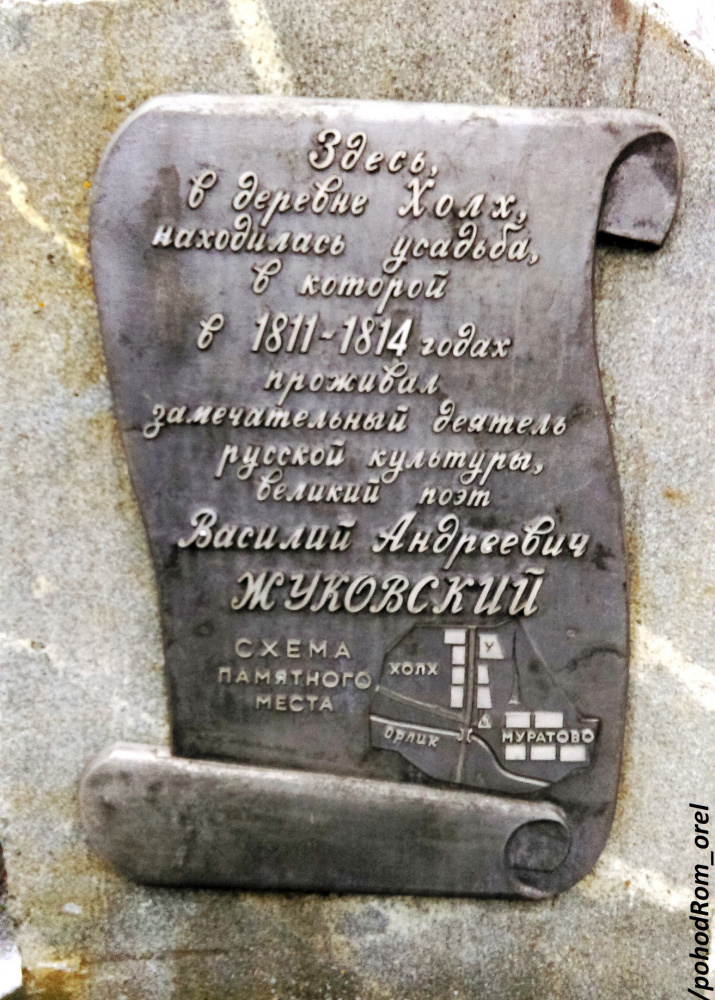 Здесь,
в деревне Холх,
находилась усадьба,
в которой
в 1811-1814 годах
проживал
замечательный деятель
русской культуры,
великий поэт
Василий Андреевич
ЖУКОВСКИЙ
СХЕМА
ПАМЯТНОГО
МЕСТА
У
ХОЛХ
ОРЛИК
МУРАТОВО
/pohodRom_orel